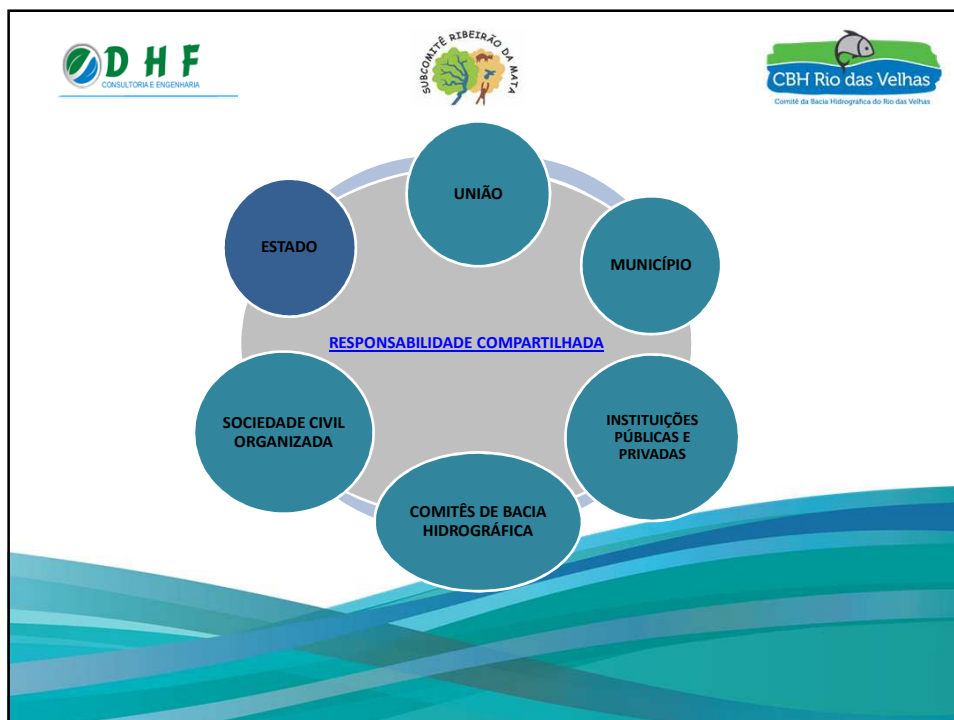 DHF
CONSULTORIA E ENGENHARIA
SUBCOMITÊ RIBEIRÃO DA MATA
CBH Rio das Velhas
Comitê da Bacia Hidrográfica do Rio das Velhas
UNIÃO
ESTADO
MUNICÍPIO
RESPONSABILIDADE COMPARTILHADA
SOCIEDADE CIVIL
ORGANIZADA
INSTITUIÇÕES
PÚBLICAS E
PRIVADAS
COMITÊS DE BACIA
HIDROGRÁFICA